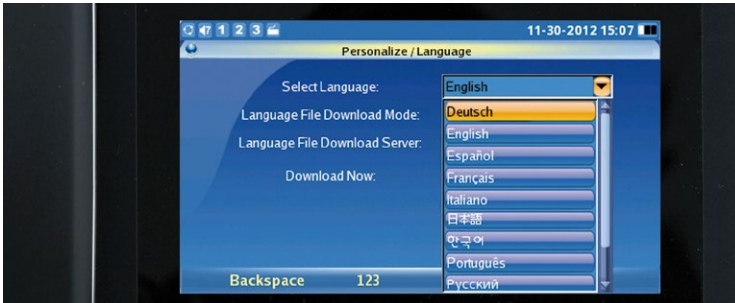 1 2 3 11-30-2012 15:07
Personalize / Language
Select Language: English
Language File Download Mode: Deutsch
English
Language File Download Server:
Español
Download Now: Français
Italiano
日本語
한국어
Português
Backspace 123 Русский